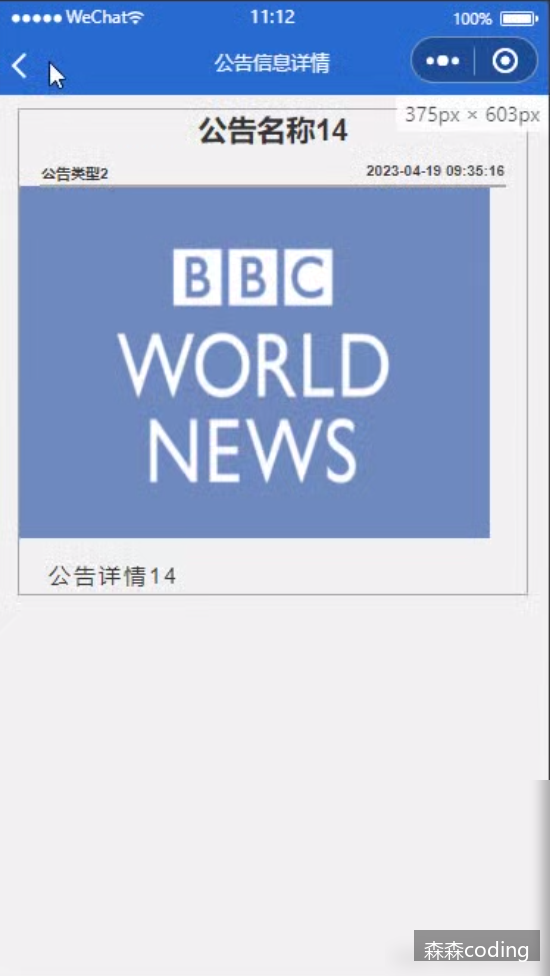 WeChat 11:12 100%
公告信息详情
375px × 603px
公告名称14
公告类型2 2023-04-19 09:35:16
BBC
WORLD
NEWS
公告详情14
森森coding